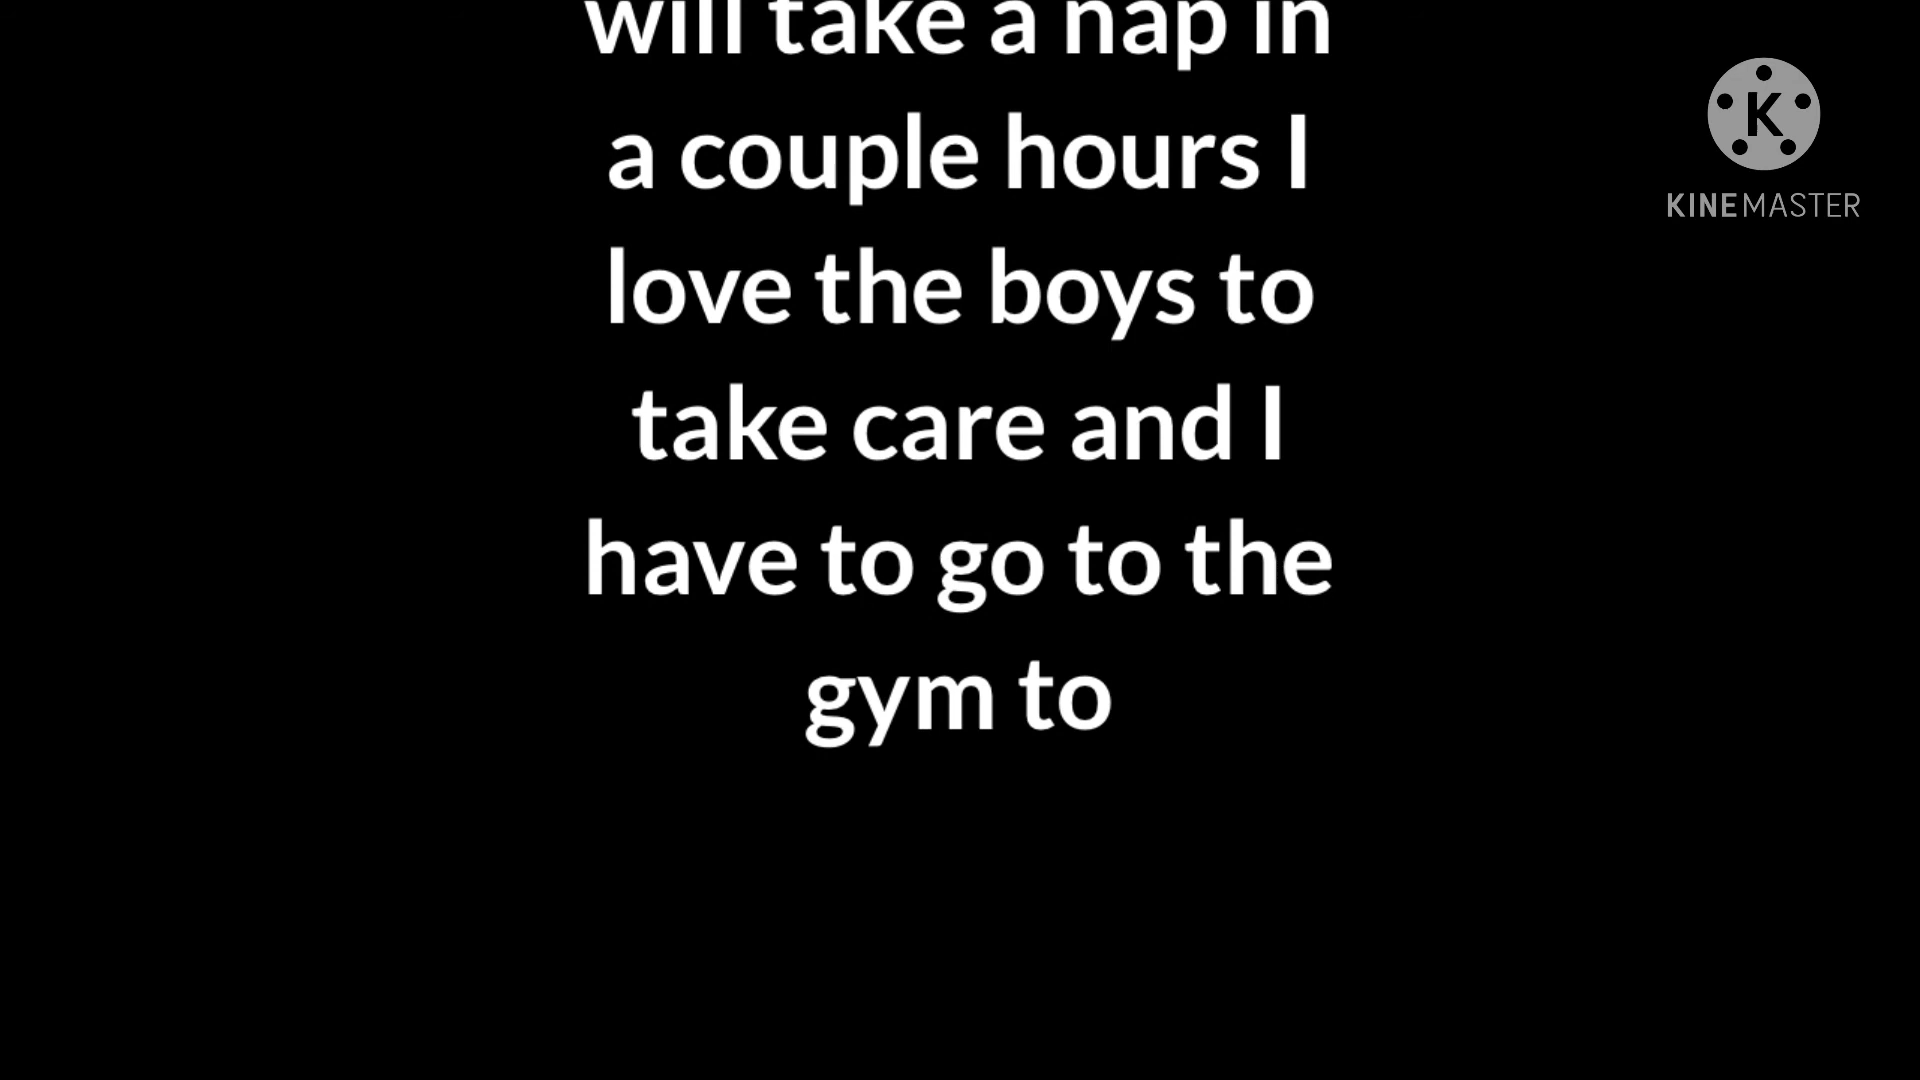 will take a nap in
a couple hours I
love the boys to
take care and I
have to go to the
gym to
K
KINEMASTER